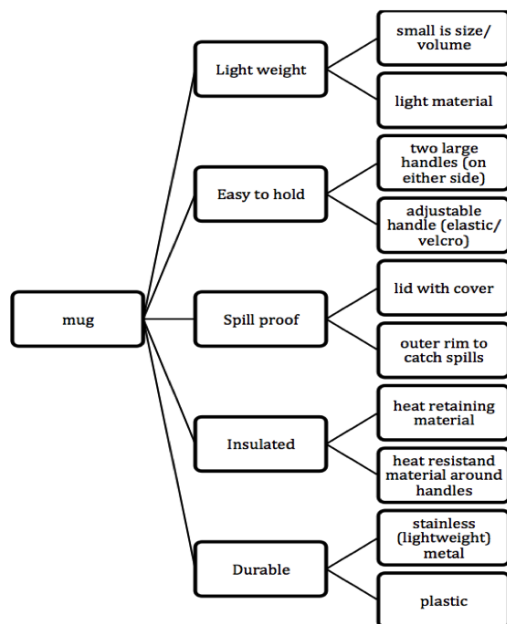 mug
Light weight
small is size/
volume
light material
Easy to hold
two large
handles (on
either side)
adjustable
handle (elastic/
velcro)
Spill proof
lid with cover
outer rim to
catch spills
Insulated
heat retaining
material
heat resistand
material around
handles
Durable
stainless
(lightweight)
metal
plastic